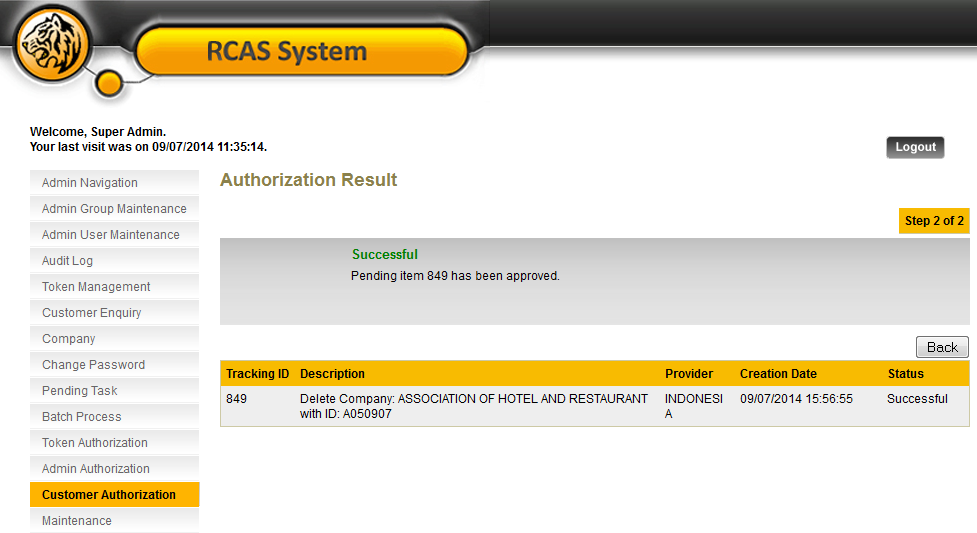 RCAS System
Welcome, Super Admin.
Your last visit was on 09/07/2014 11:35:14.
Logout
Admin Navigation
Admin Group Maintenance
Admin User Maintenance
Audit Log
Token Management
Customer Enquiry
Company
Change Password
Pending Task
Batch Process
Token Authorization
Admin Authorization
Customer Authorization
Maintenance
Authorization Result
Step 2 of 2
Successful
Pending item 849 has been approved.
Back
Tracking ID Description Provider Creation Date Status
849 Delete Company: ASSOCIATION OF HOTEL AND RESTAURANT INDONESI 09/07/2014 15:56:55 Successful
with ID: A050907 A